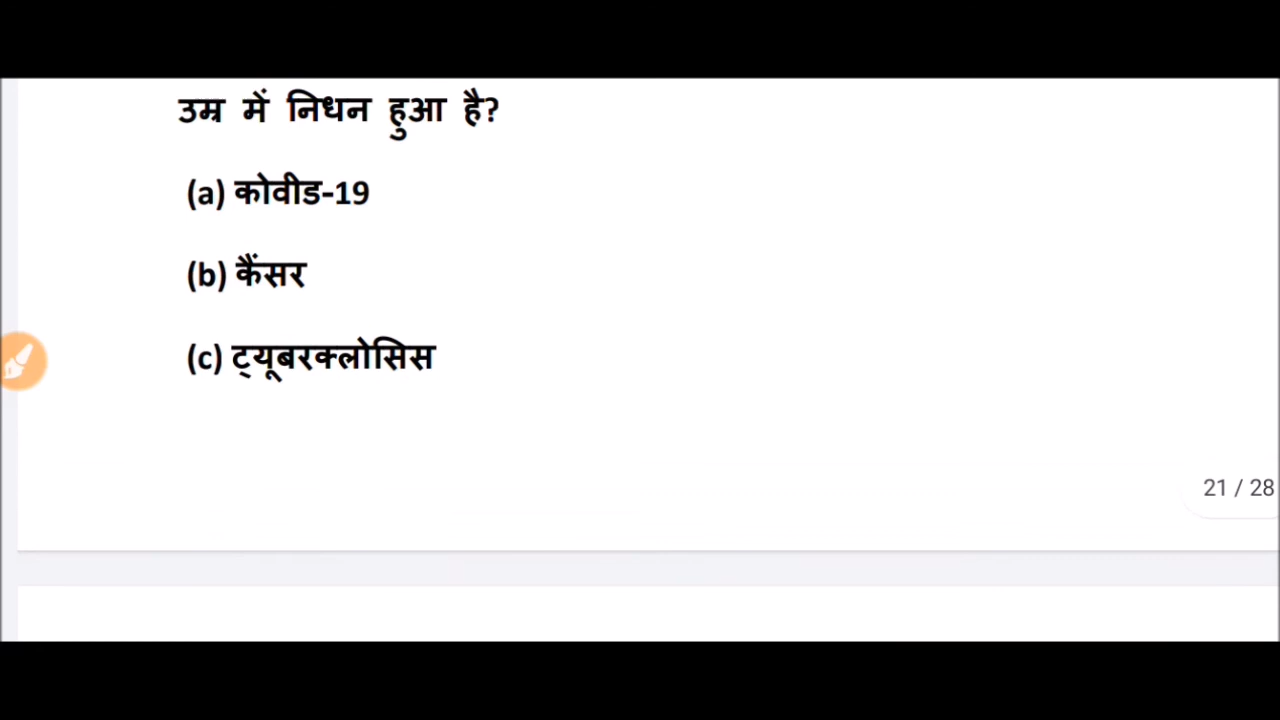 उम्र में निधन हुआ है?
(a) कोवीड-19
(b) कैंसर
(c) ट्यूबरक्लोसिस
21 / 28